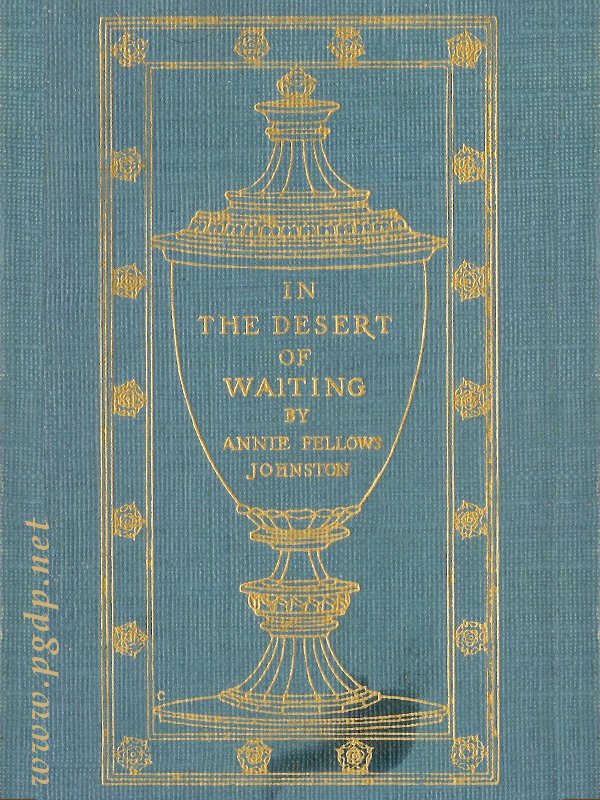 IN
THE DESERT
OF
WAITING
BY
ANNIE FELLOWS
JOHNSTON
www.pgdp.net